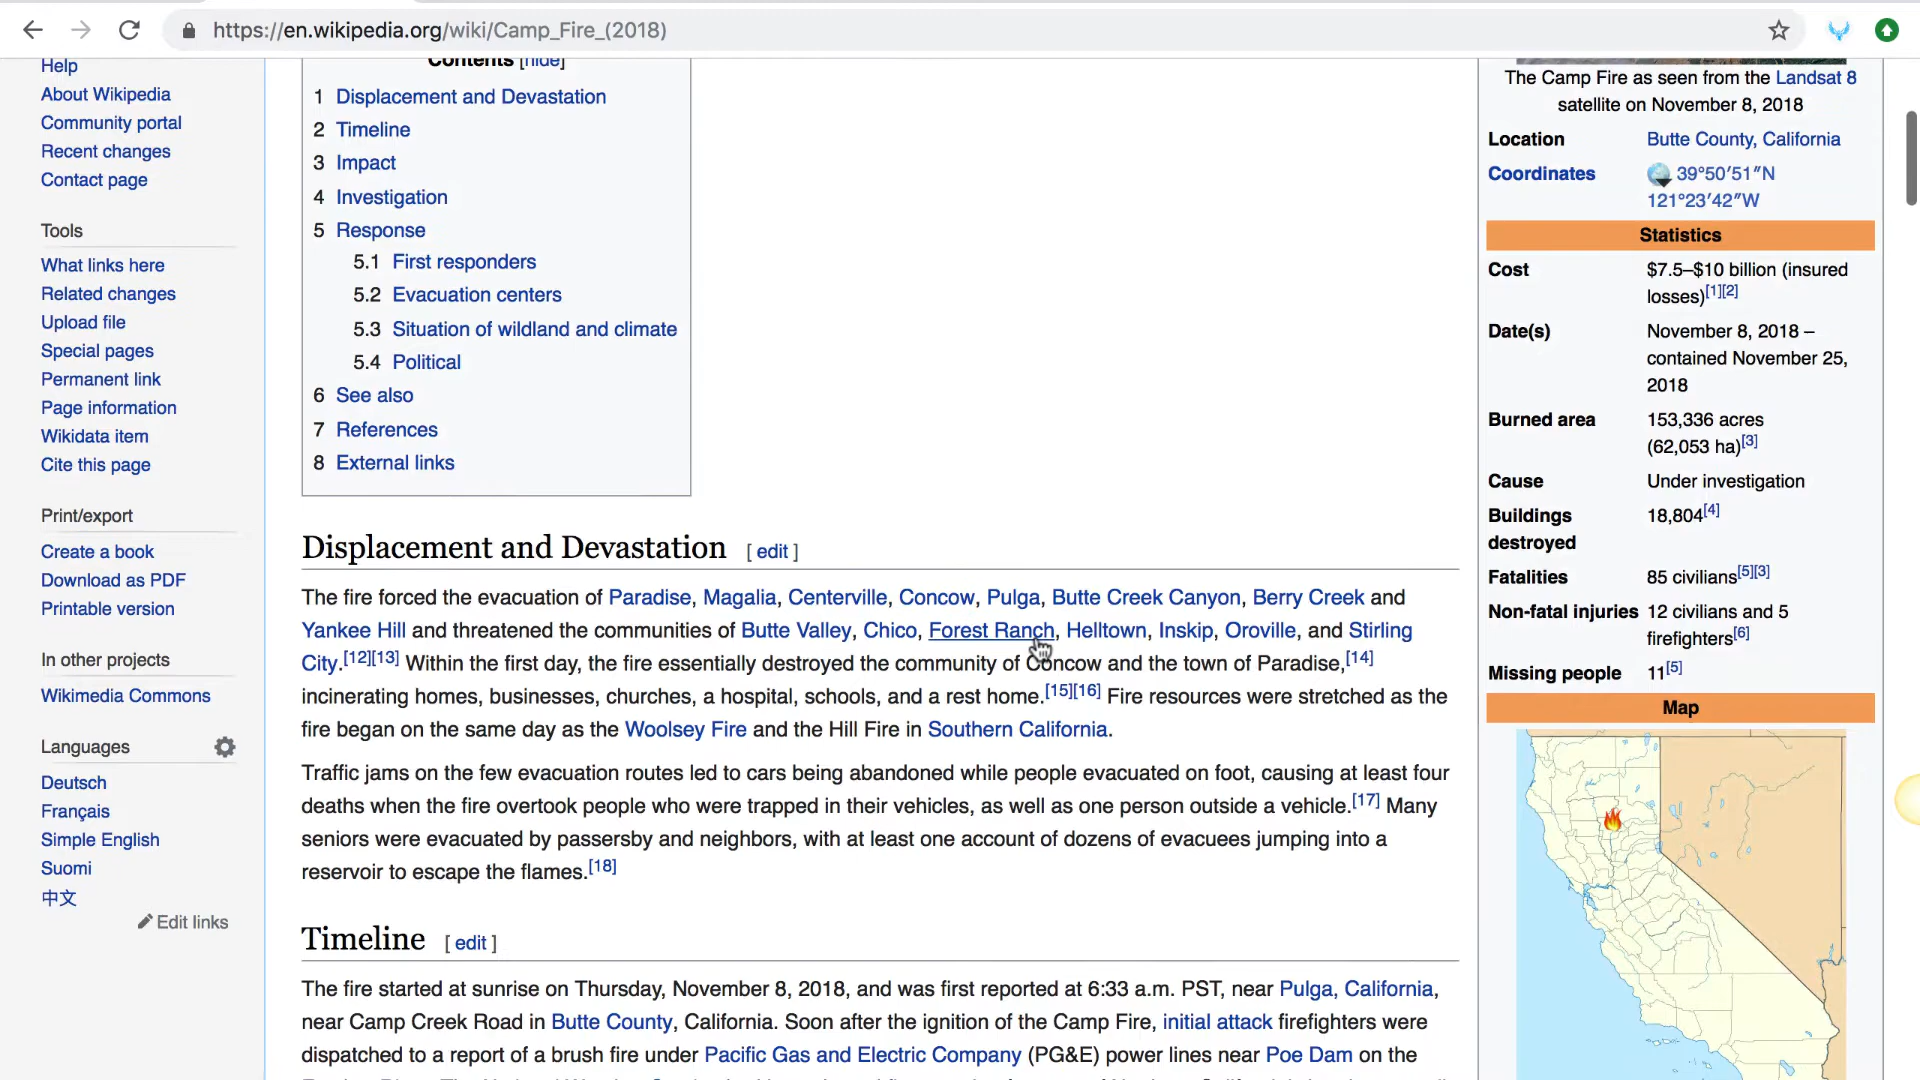 https://en.wikipedia.org/wiki/Camp_Fire_(2018)
Help
About Wikipedia
Community portal
Recent changes
Contact page
Tools
What links here
Related changes
Upload file
Special pages
Permanent link
Page information
Wikidata item
Cite this page
Print/export
Create a book
Download as PDF
Printable version
In other projects
Wikimedia Commons
Languages
Deutsch
Français
Simple English
Suomi
中文
Edit links
Contents [hide]
1 Displacement and Devastation
2 Timeline
3 Impact
4 Investigation
5 Response
5.1 First responders
5.2 Evacuation centers
5.3 Situation of wildland and climate
5.4 Political
6 See also
7 References
8 External links
Displacement and Devastation [ edit ]
The fire forced the evacuation of Paradise, Magalia, Centerville, Concow, Pulga, Butte Creek Canyon, Berry Creek and
Yankee Hill and threatened the communities of Butte Valley, Chico, Forest Ranch, Helltown, Inskip, Oroville, and Stirling
City.[12][13] Within the first day, the fire essentially destroyed the community of Concow and the town of Paradise,[14]
incinerating homes, businesses, churches, a hospital, schools, and a rest home.[15][16] Fire resources were stretched as the
fire began on the same day as the Woolsey Fire and the Hill Fire in Southern California.
Traffic jams on the few evacuation routes led to cars being abandoned while people evacuated on foot, causing at least four
deaths when the fire overtook people who were trapped in their vehicles, as well as one person outside a vehicle.[17] Many
seniors were evacuated by passersby and neighbors, with at least one account of dozens of evacuees jumping into a
reservoir to escape the flames.[18]
Timeline [ edit ]
The fire started at sunrise on Thursday, November 8, 2018, and was first reported at 6:33 a.m. PST, near Pulga, California,
near Camp Creek Road in Butte County, California. Soon after the ignition of the Camp Fire, initial attack firefighters were
dispatched to a report of a brush fire under Pacific Gas and Electric Company (PG&E) power lines near Poe Dam on the
The Camp Fire as seen from the Landsat 8
satellite on November 8, 2018
Location Butte County, California
Coordinates 39°50′51″N
121°23′42″W
Statistics
Cost $7.5–$10 billion (insured
losses)[1][2]
Date(s) November 8, 2018 –
contained November 25,
2018
Burned area 153,336 acres
(62,053 ha)[3]
Cause Under investigation
Buildings 18,804[4]
destroyed
Fatalities 85 civilians[5][3]
Non-fatal injuries 12 civilians and 5
firefighters[6]
Missing people 11[5]
Map